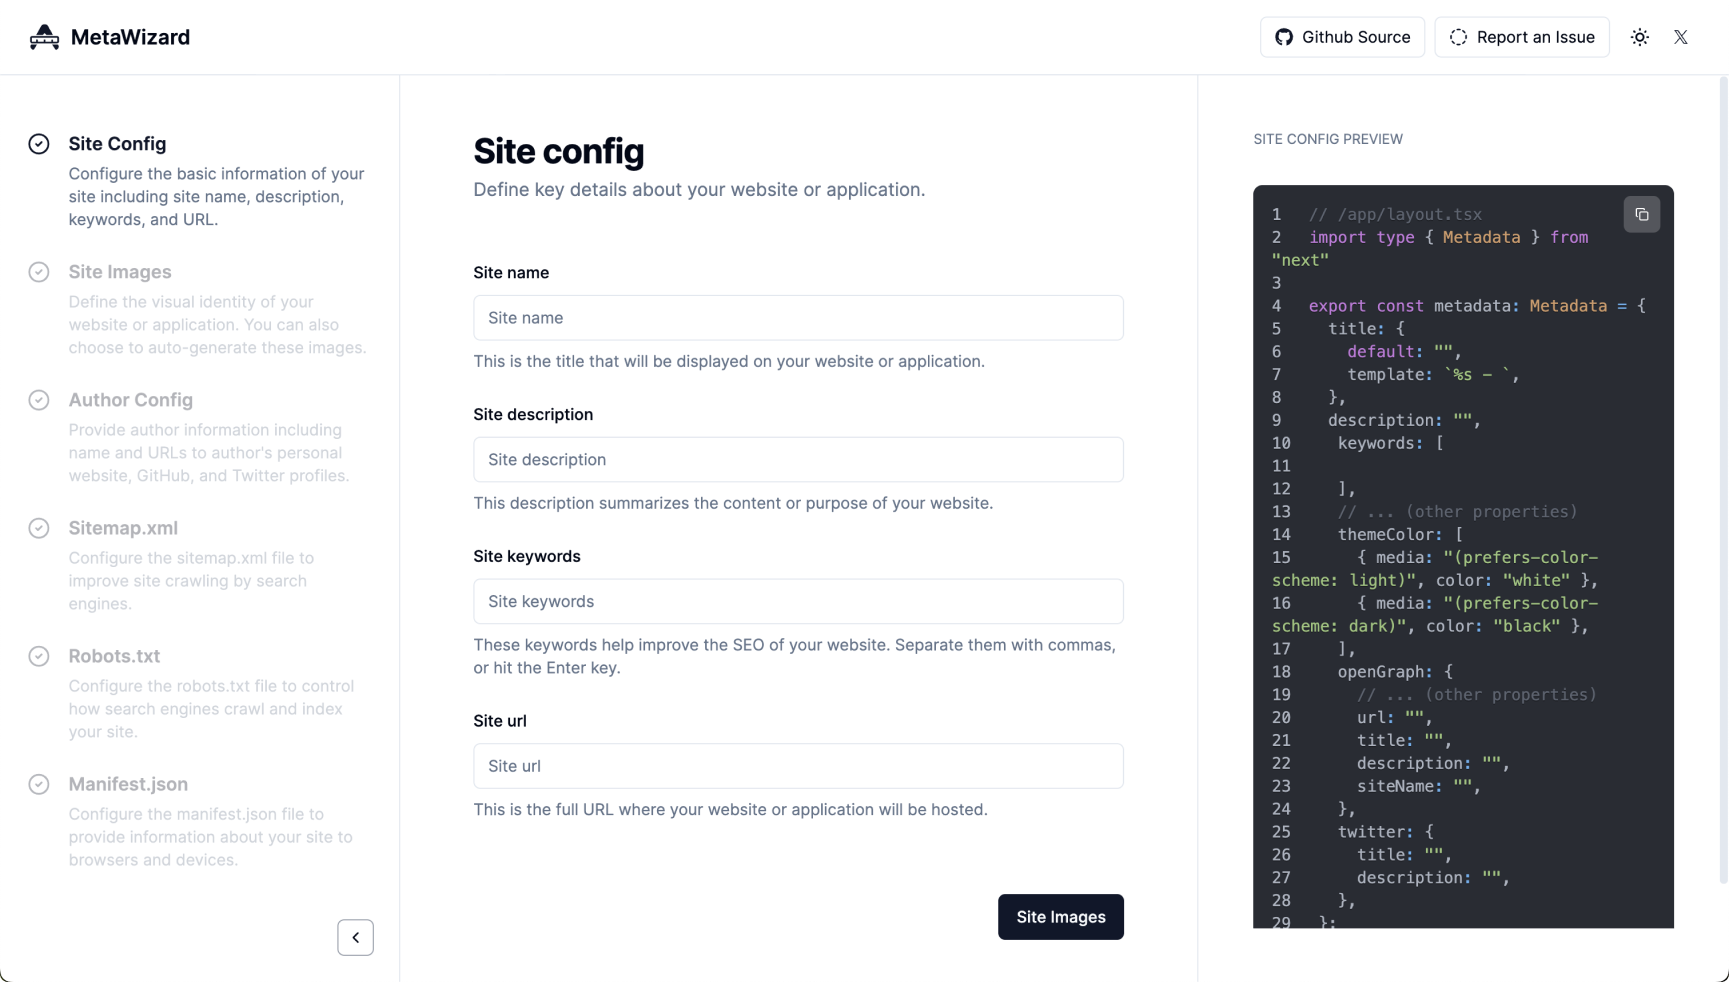 MetaWizard
Github Source
Report an Issue
Site Config
Configure the basic information of your
site including site name, description,
keywords, and URL.
Site Images
Define the visual identity of your
website or application. You can also
choose to auto-generate these images.
Author Config
Provide author information including
name and URLs to author's personal
website, GitHub, and Twitter profiles.
Sitemap.xml
Configure the sitemap.xml file to
improve site crawling by search
engines.
Robots.txt
Configure the robots.txt file to control
how search engines crawl and index
your site.
Manifest.json
Configure the manifest.json file to
provide information about your site to
browsers and devices.
Site config
Define key details about your website or application.
Site name
Site name
This is the title that will be displayed on your website or application.
Site description
Site description
This description summarizes the content or purpose of your website.
Site keywords
Site keywords
These keywords help improve the SEO of your website. Separate them with commas,
or hit the Enter key.
Site url
Site url
This is the full URL where your website or application will be hosted.
Site Images
SITE CONFIG PREVIEW
1 // /app/layout.tsx
2 import type { Metadata } from
"next"
3
4 export const metadata: Metadata = {
5 title: {
6 default: "",
7 template: `%s - `,
8 },
9 description: "",
10 keywords: [
11
12 ],
13 // ... (other properties)
14 themeColor: [
15 { media: "(prefers-color-
scheme: light)", color: "white" },
16 { media: "(prefers-color-
scheme: dark)", color: "black" },
17 ],
18 openGraph: {
19 // ... (other properties)
20 url: "",
21 title: "",
22 description: "",
23 siteName: "",
24 },
25 twitter: {
26 title: "",
27 description: "",
28 },
29 };